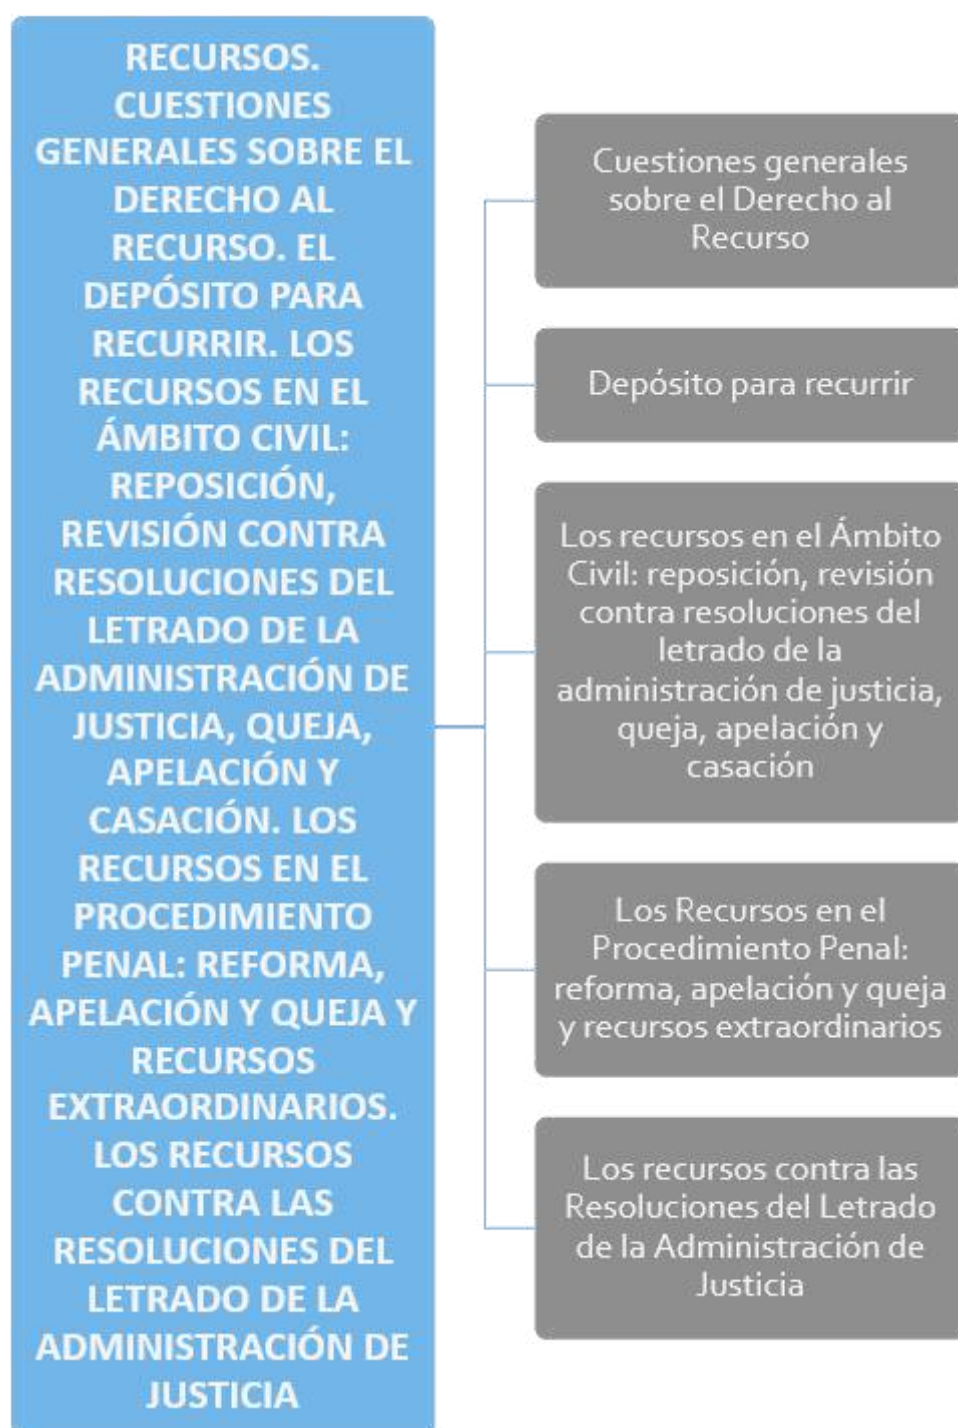 RECURSOS.
CUESTIONES
GENERALES SOBRE EL
DERECHO AL
RECURSO. EL
DEPÓSITO PARA
RECURRIR. LOS
RECURSOS EN EL
ÁMBITO CIVIL:
REPOSICIÓN,
REVISIÓN CONTRA
RESOLUCIONES DEL
LETRADO DE LA
ADMINISTRACIÓN DE
JUSTICIA, QUEJA,
APELACIÓN Y
CASACIÓN. LOS
RECURSOS EN EL
PROCEDIMIENTO
PENAL: REFORMA,
APELACIÓN Y QUEJA Y
RECURSOS
EXTRAORDINARIOS.
LOS RECURSOS
CONTRA LAS
RESOLUCIONES DEL
LETRADO DE LA
ADMINISTRACIÓN DE
JUSTICIA
Cuestiones generales
sobre el Derecho al
Recurso
Depósito para recurrir
Los recursos en el Ámbito
Civil: reposición, revisión
contra resoluciones del
letrado de la
administración de justicia,
queja, apelación y
casación
Los Recursos en el
Procedimiento Penal:
reforma, apelación y queja
y recursos extraordinarios
Los recursos contra las
Resoluciones del Letrado
de la Administración de
Justicia